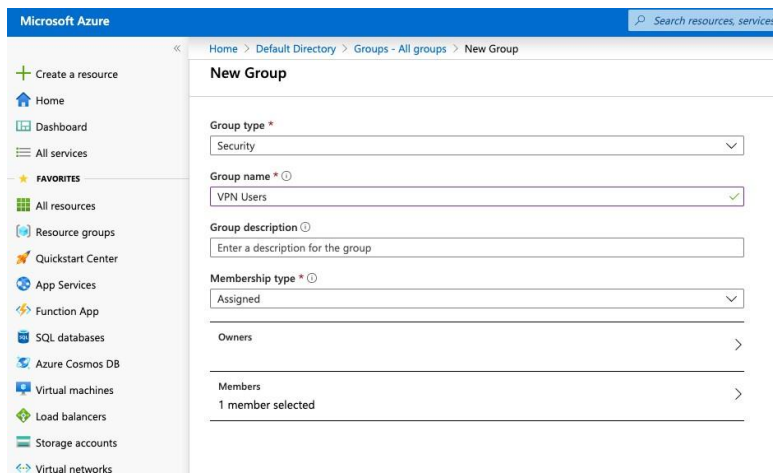 Microsoft Azure
Search resources, services
Home > Default Directory > Groups - All groups > New Group
New Group
Create a resource
Home
Dashboard
All services
FAVORITES
All resources
Resource groups
Quickstart Center
App Services
Function App
SQL databases
Azure Cosmos DB
Virtual machines
Load balancers
Storage accounts
Virtual networks
Group type *
Security
Group name *
VPN Users
Group description
Enter a description for the group
Membership type *
Assigned
Owners
Members
1 member selected